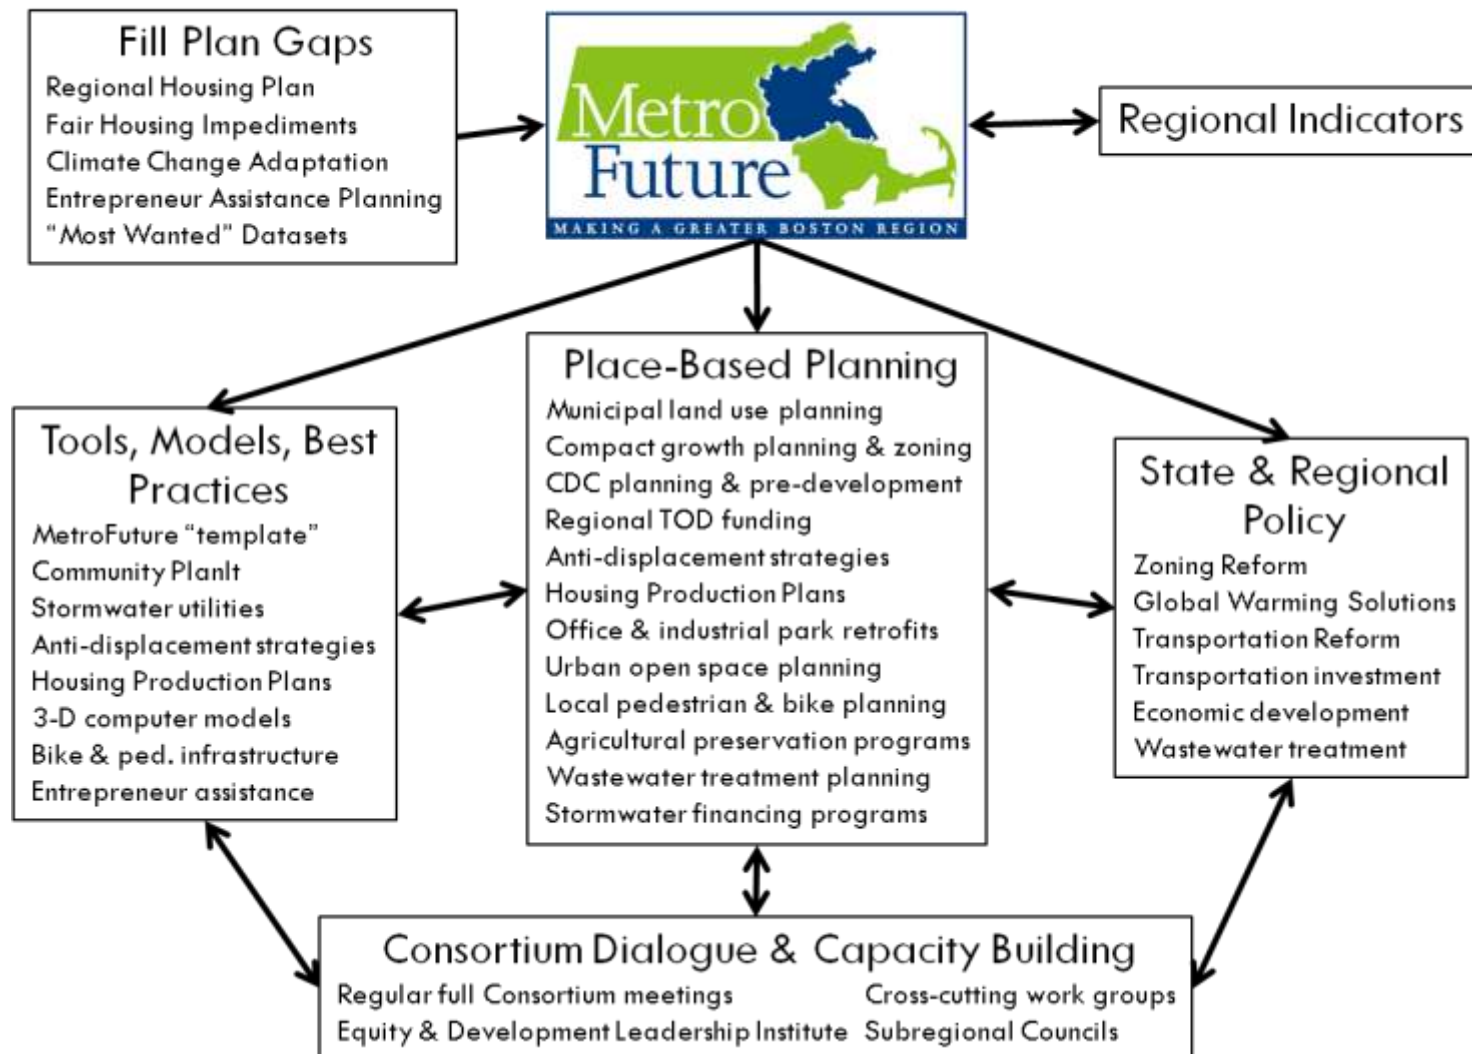 Fill Plan Gaps
Regional Housing Plan
Fair Housing Impediments
Climate Change Adaptation
Entrepreneur Assistance Planning
“Most Wanted” Datasets
Metro
Future
MAKING A GREATER BOSTON REGION
Regional Indicators
Tools, Models, Best
Practices
MetroFuture “template”
Community PlanIt
Stormwater utilities
Anti-displacement strategies
Housing Production Plans
3-D computer models
Bike & ped. infrastructure
Entrepreneur assistance
Place-Based Planning
Municipal land use planning
Compact growth planning & zoning
CDC planning & pre-development
Regional TOD funding
Anti-displacement strategies
Housing Production Plans
Office & industrial park retrofits
Urban open space planning
Local pedestrian & bike planning
Agricultural preservation programs
Wastewater treatment planning
Stormwater financing programs
State & Regional
Policy
Zoning Reform
Global Warming Solutions
Transportation Reform
Transportation investment
Economic development
Wastewater treatment
Consortium Dialogue & Capacity Building
Regular full Consortium meetings
Equity & Development Leadership Institute
Cross-cutting work groups
Subregional Councils